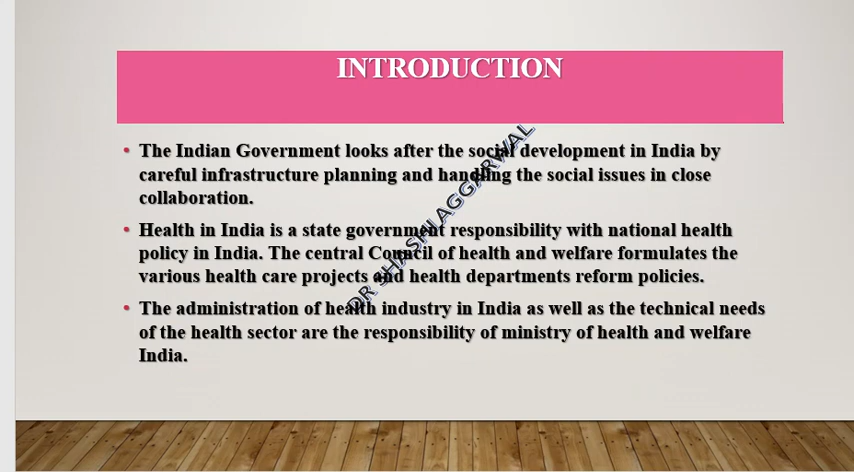 INTRODUCTION
• The Indian Government looks after the social development in India by
careful infrastructure planning and handling the social issues in close
collaboration.
• Health in India is a state government responsibility with national health
policy in India. The central Council of health and welfare formulates the
various health care projects and health departments reform policies.
• The administration of health industry in India as well as the technical needs
of the health sector are the responsibility of ministry of health and welfare
India.
DR SHASHI AGGARWAL